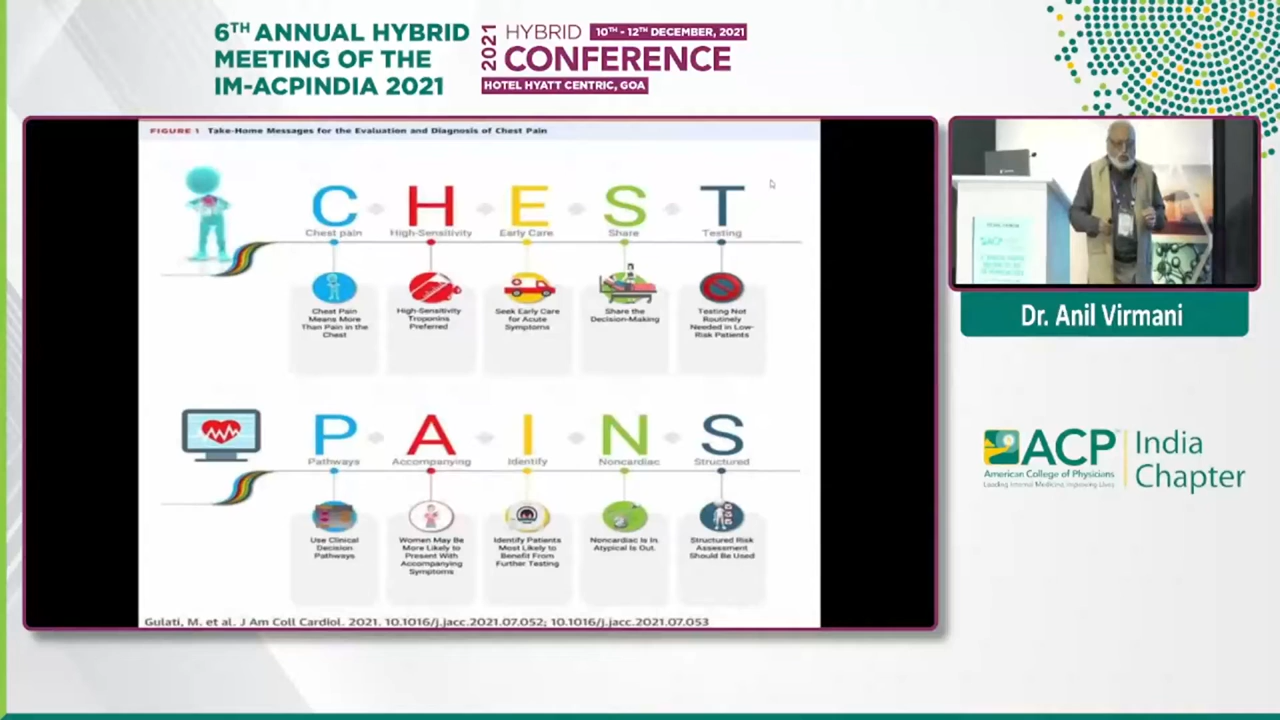 6TH ANNUAL HYBRID
MEETING OF THE
IM-ACPINDIA 2021
2021
HYBRID
10TH - 12TH DECEMBER, 2021
CONFERENCE
HOTEL HYATT CENTRIC, GOA
FIGURE 1 Take-Home Messages for the Evaluation and Diagnosis of Chest Pain
C H E S T
Chest pain High-Sensitivity Early Care Share Testing
Chest Pain
Means More
Than Pain in the
Chest
High-Sensitivity
Troponins
Preferred
Seek Early Care
for Acute
Symptoms
Share the
Decision-Making
Testing Not
Routinely
Needed in Low-
Risk Patients
P A I N S
Pathways Accompanying Identify Noncardiac Structured
Use Clinical
Decision
Pathways
Women May Be
More Likely to
Present With
Accompanying
Symptoms
Identify Patients
Most Likely to
Benefit From
Further Testing
Noncardiac Is In.
Atypical Is Out.
Structured Risk
Assessment
Should Be Used
Gulati, M. et al. J Am Coll Cardiol. 2021. 10.1016/j.jacc.2021.07.052; 10.1016/j.jacc.2021.07.053
ACP
Dr. Anil Virmani
ACP
American College of Physicians
Leading Internal Medicine, Improving Lives
India
Chapter